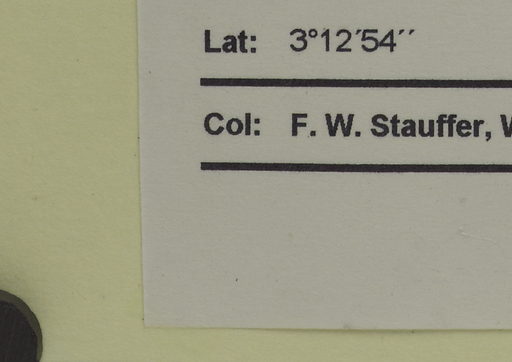 Lat: 3°12′54′′
Col: F. W. Stauffer,